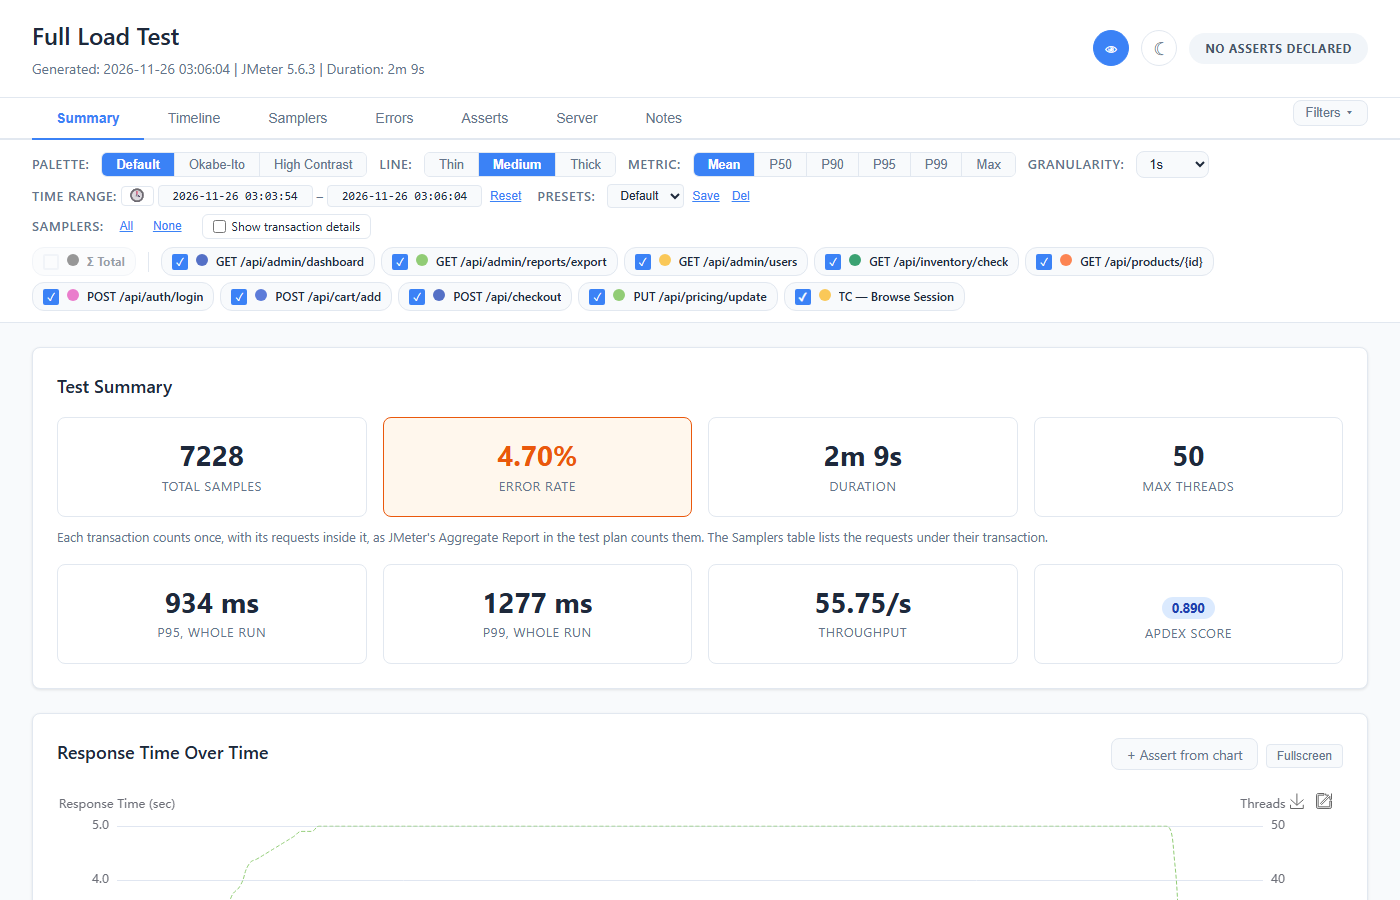 Full Load Test
Generated: 2026-11-26 03:06:04 | JMeter 5.6.3 | Duration: 2m 9s
NO ASSERTS DECLARED
Summary Timeline Samplers Errors Asserts Server Notes
Filters
PALETTE: Default Okabe-Ito High Contrast LINE: Thin Medium Thick METRIC: Mean P50 P90 P95 P99 Max GRANULARITY: 1s
TIME RANGE: 2026-11-26 03:03:54 – 2026-11-26 03:06:04 Reset PRESETS: Default Save Del
SAMPLERS: All None Show transaction details
Σ Total GET /api/admin/dashboard GET /api/admin/reports/export GET /api/admin/users GET /api/inventory/check GET /api/products/{id}
POST /api/auth/login POST /api/cart/add POST /api/checkout PUT /api/pricing/update TC — Browse Session
Test Summary
7228 4.70% 2m 9s 50
TOTAL SAMPLES ERROR RATE DURATION MAX THREADS
Each transaction counts once, with its requests inside it, as JMeter's Aggregate Report in the test plan counts them. The Samplers table lists the requests under their transaction.
934 ms 1277 ms 55.75/s 0.890
P95, WHOLE RUN P99, WHOLE RUN THROUGHPUT APDEX SCORE
Response Time Over Time
+ Assert from chart Fullscreen
Response Time (sec) Threads
5.0 50
4.0 40